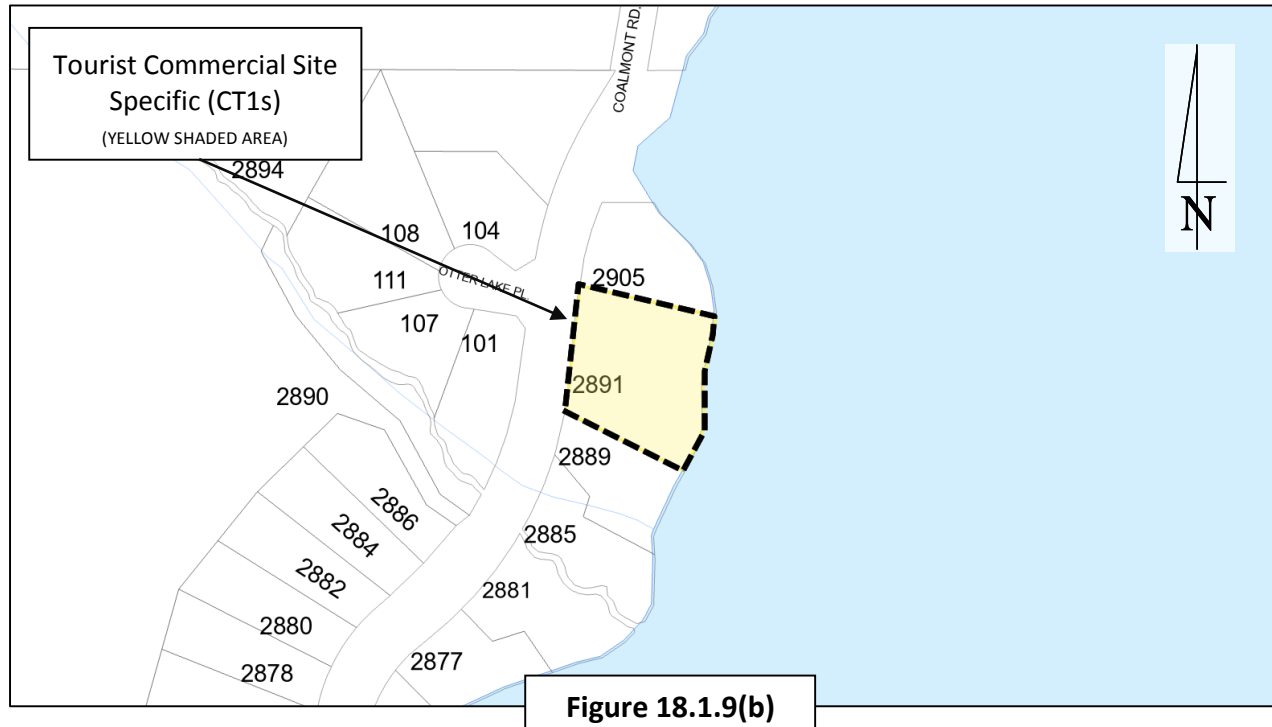 COALMONT RD.
Tourist Commercial Site
Specific (CT1s)
(YELLOW SHADED AREA)
N
2894
108
104
111
OTTER LAKE PL.
2905
107
101
2891
2890
2889
2886
2884
2885
2882
2881
2880
2877
2878
Figure 18.1.9(b)